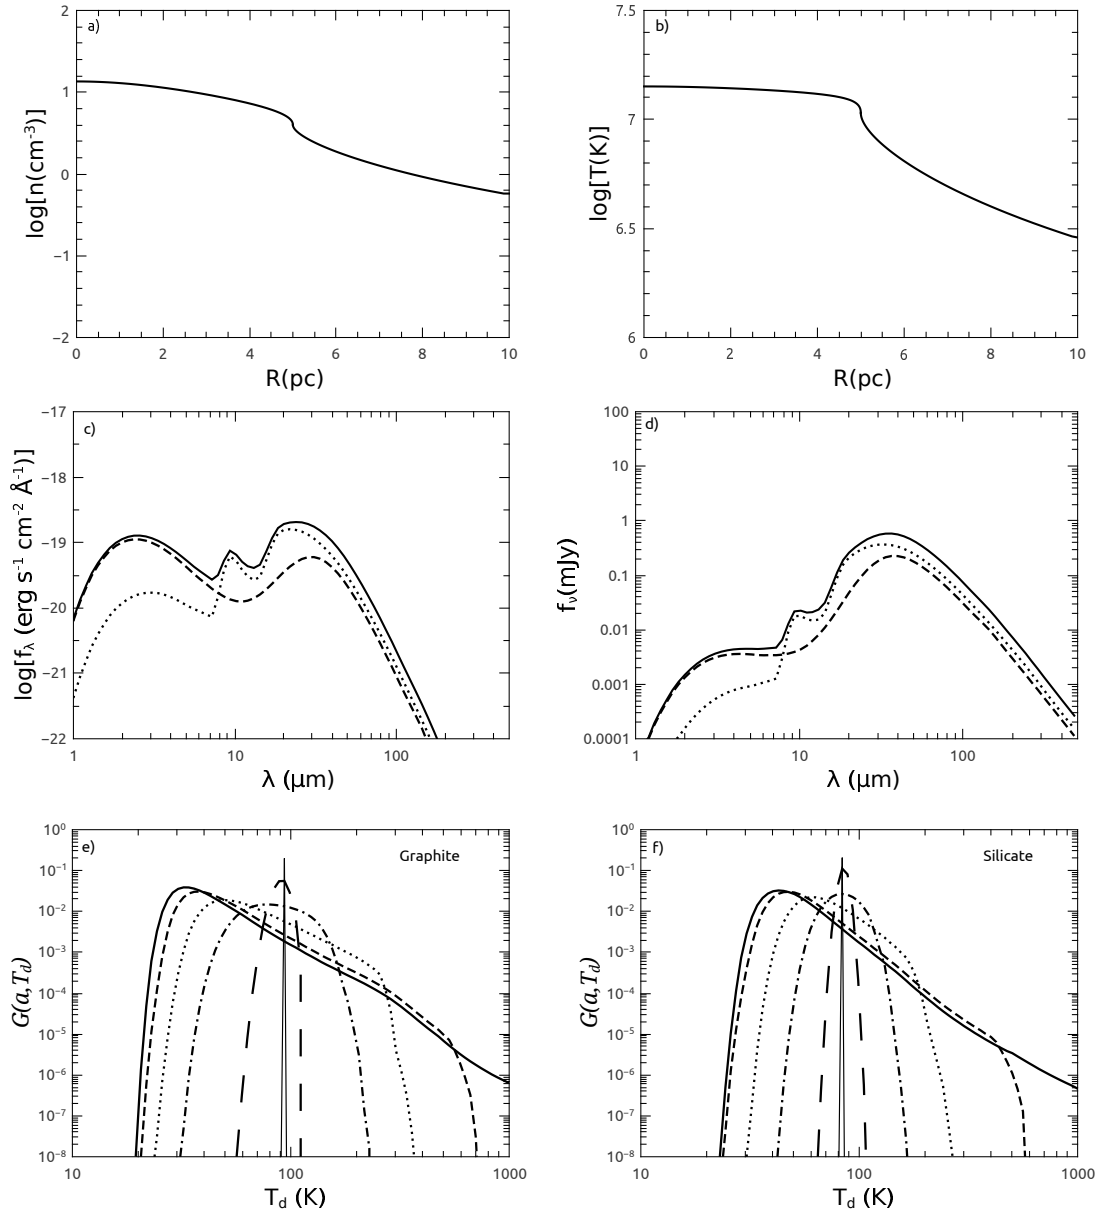 a)
2
1
0
−1
−2
log[n(cm⁻³)]
0 2 4 6 8 10
R(pc)
b)
7.5
7
6.5
6
log[T(K)]
0 2 4 6 8 10
R(pc)
c)
−17
−18
−19
−20
−21
−22
log[fλ (erg s⁻¹ cm⁻² Å⁻¹)]
1 10 100
λ (μm)
d)
100
10
1
0.1
0.01
0.001
0.0001
fν(mJy)
1 10 100
λ (μm)
e)
Graphite
10⁰
10⁻¹
10⁻²
10⁻³
10⁻⁴
10⁻⁵
10⁻⁶
10⁻⁷
10⁻⁸
G(a,T_d)
10 100 1000
T_d (K)
f)
Silicate
10⁰
10⁻¹
10⁻²
10⁻³
10⁻⁴
10⁻⁵
10⁻⁶
10⁻⁷
10⁻⁸
G(a,T_d)
10 100 1000
T_d (K)